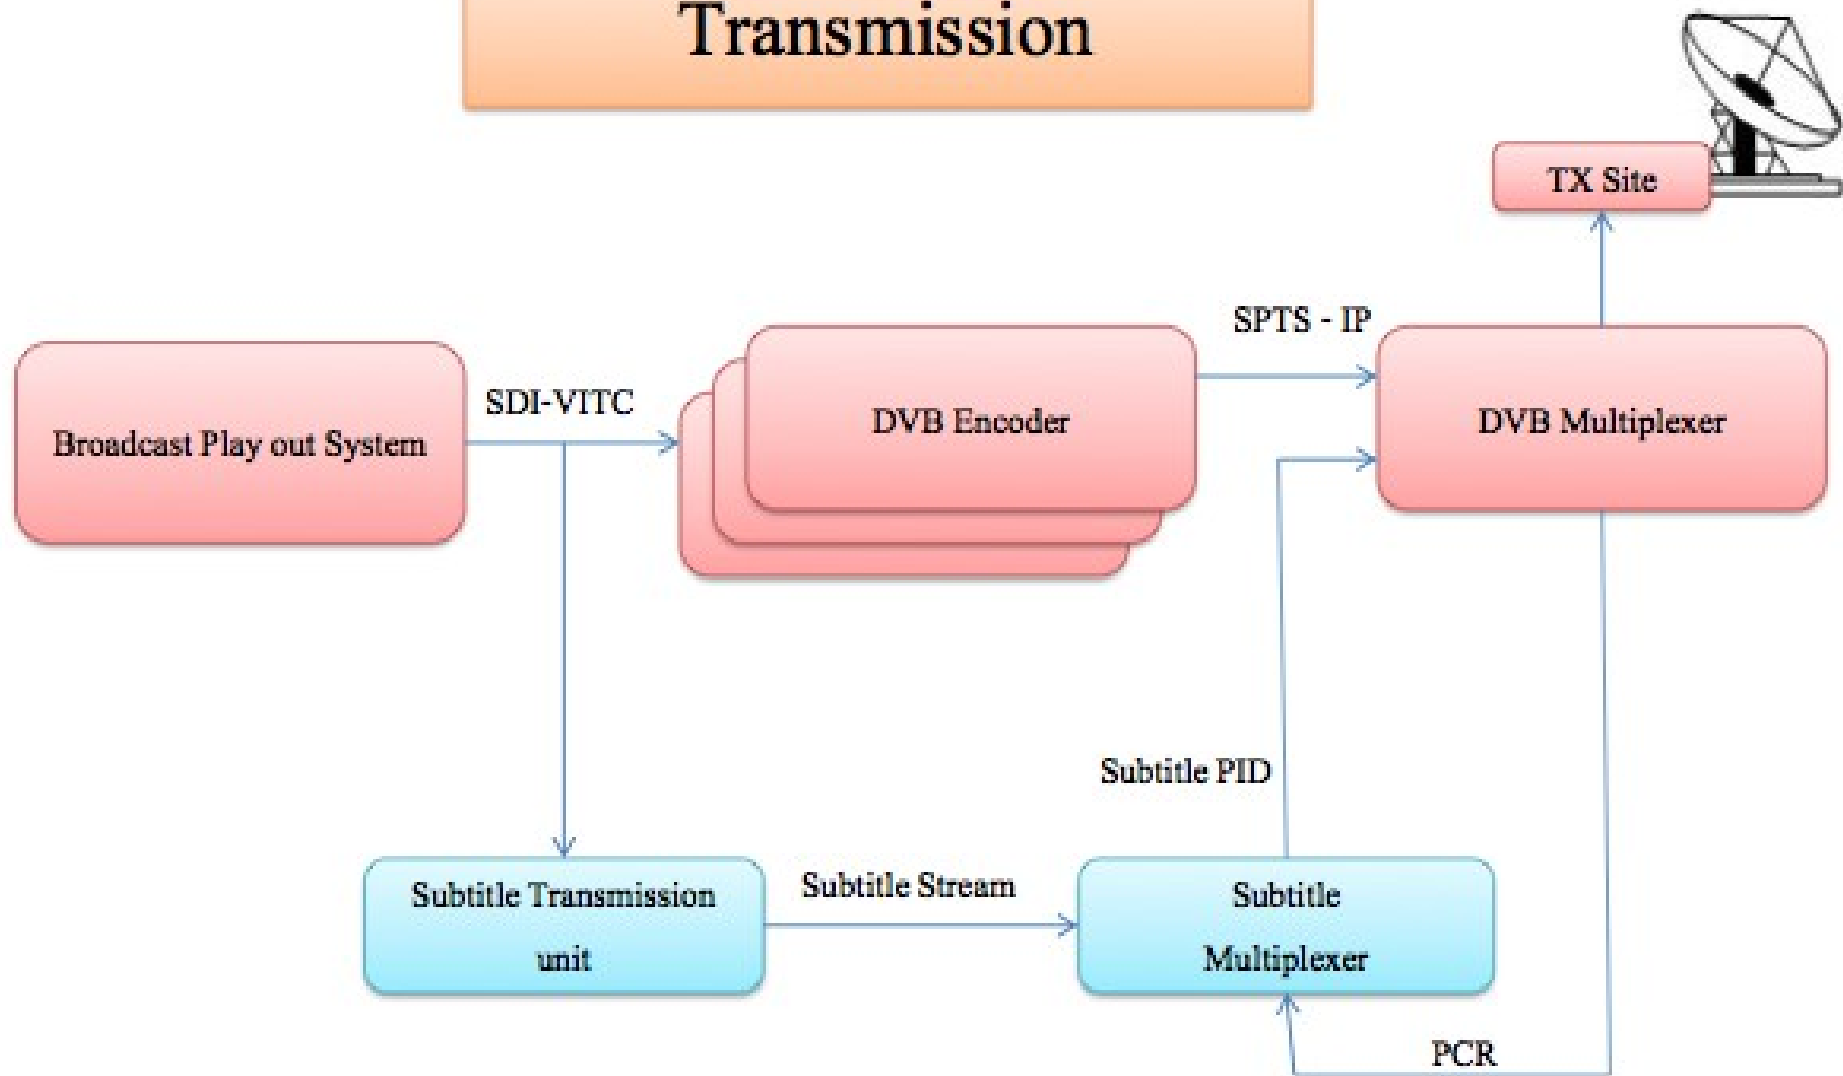 Transmission
TX Site
SPTS - IP
SDI-VITC
Broadcast Play out System
DVB Encoder
DVB Multiplexer
Subtitle PID
Subtitle Transmission
unit
Subtitle Stream
Subtitle
Multiplexer
PCR